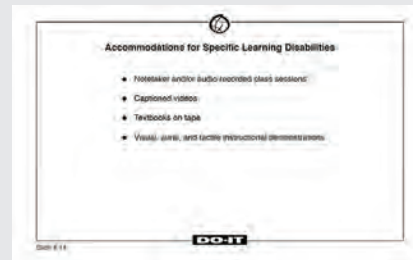 Accommodations for Specific Learning Disabilities
◆ Notetaker and/or audio-recorded class sessions
◆ Captioned videos
◆ Textbooks on tape
◆ Visual, aural, and tactile instructional demonstrations
DO-IT